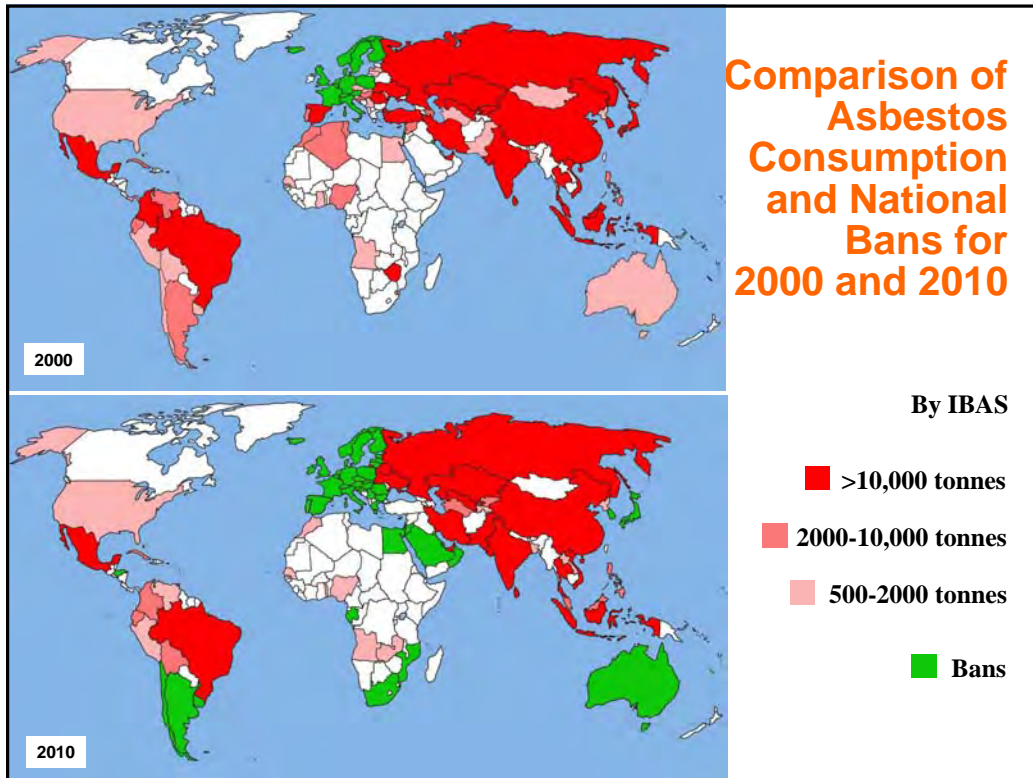 Comparison of
Asbestos
Consumption
and National
Bans for
2000 and 2010
2000
By IBAS
>10,000 tonnes
2000-10,000 tonnes
500-2000 tonnes
Bans
2010